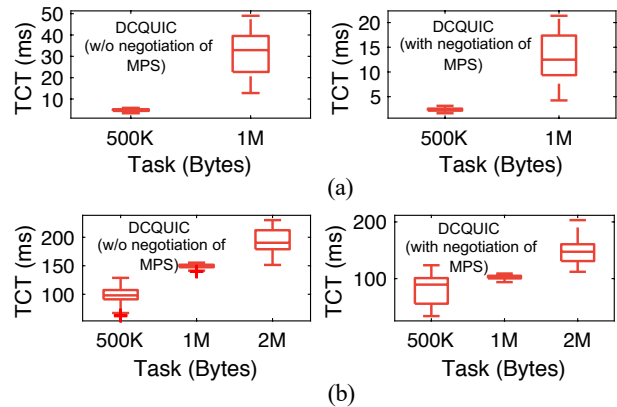 50
40
30
20
10
TCT (ms)
DCQUIC
(w/o negotiation of
MPS)
500K 1M
Task (Bytes)
20
15
10
5
TCT (ms)
DCQUIC
(with negotiation of
MPS)
500K 1M
Task (Bytes)
(a)
200
150
100
TCT (ms)
DCQUIC
(w/o negotiation of
MPS)
500K 1M 2M
Task (Bytes)
200
100
TCT (ms)
DCQUIC
(with negotiation of
MPS)
500K 1M 2M
Task (Bytes)
(b)